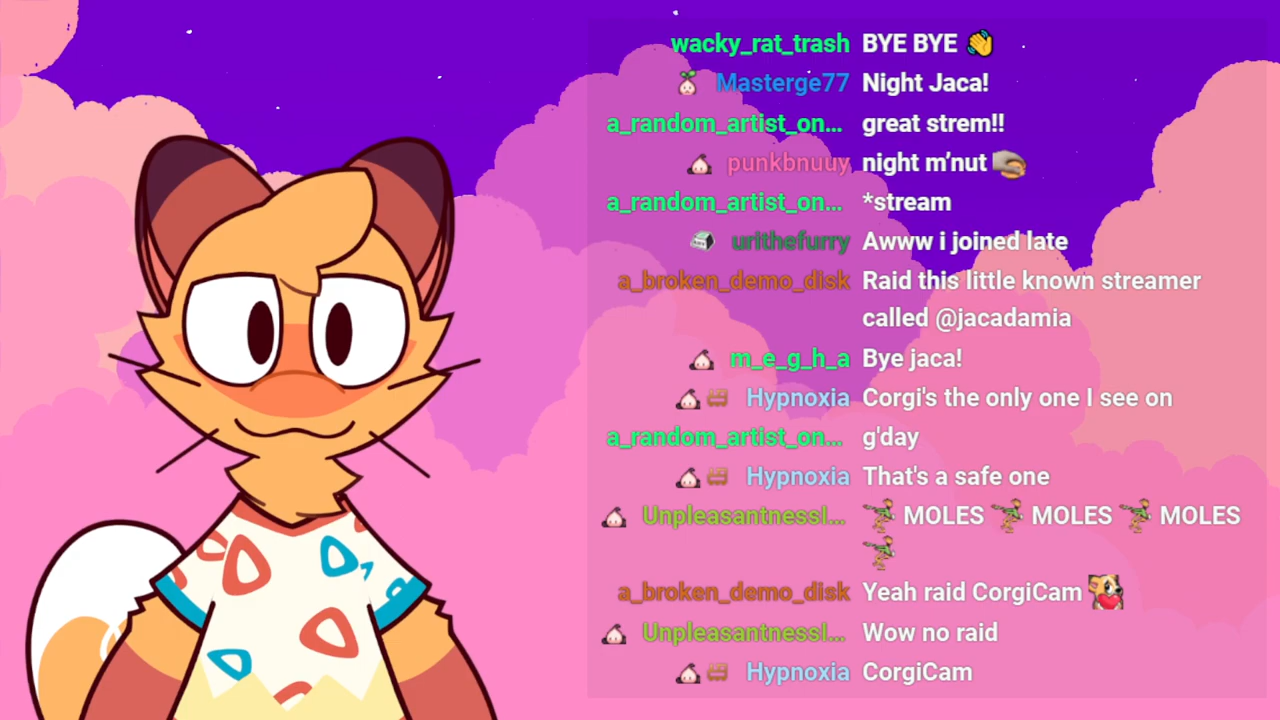 wacky_rat_trash BYE BYE 👋
Masterge77 Night Jaca!
a_random_artist_on... great strem!!
punkbnuuy night m'nut
a_random_artist_on... *stream
urithefurry Awww i joined late
a_broken_demo_disk Raid this little known streamer
called @jacadamia
m_e_g_h_a Bye jaca!
Hypnoxia Corgi's the only one I see on
a_random_artist_on... g'day
Hypnoxia That's a safe one
Unpleasantnessl... MOLES MOLES MOLES
a_broken_demo_disk Yeah raid CorgiCam
Unpleasantnessl... Wow no raid
Hypnoxia CorgiCam